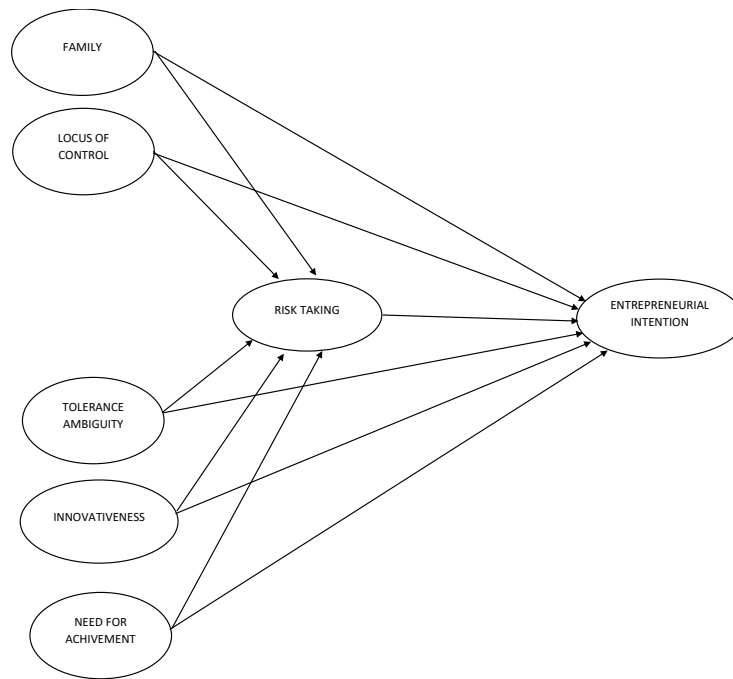 FAMILY
LOCUS OF
CONTROL
RISK TAKING
ENTREPRENEURIAL
INTENTION
TOLERANCE
AMBIGUITY
INNOVATIVENESS
NEED FOR
ACHIVEMENT